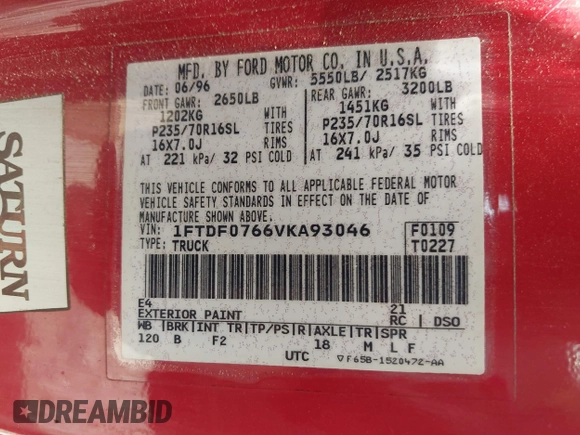 MFD. BY FORD MOTOR CO. IN U.S.A.
DATE: 06/96 GVWR: 5550LB/ 2517KG
FRONT GAWR: 2650LB REAR GAWR: 3200LB
1202KG WITH 1451KG WITH
P235/70R16SL TIRES P235/70R16SL TIRES
16X7.0J RIMS 16X7.0J RIMS
AT 221 kPa/ 32 PSI COLD AT 241 kPa/ 35 PSI COLD
THIS VEHICLE CONFORMS TO ALL APPLICABLE FEDERAL MOTOR
VEHICLE SAFETY STANDARDS IN EFFECT ON THE DATE OF
MANUFACTURE SHOWN ABOVE.
VIN: 1FTDF0766VKA93046 F0109
TYPE: TRUCK T0227
E4 21
EXTERIOR PAINT RC DSO
WB BRK INT TR TP/PS R AXLE TR SPR
120 B F2 18 M L F
UTC ▽F65B-1520472-AA
SATURN
DREAMBID